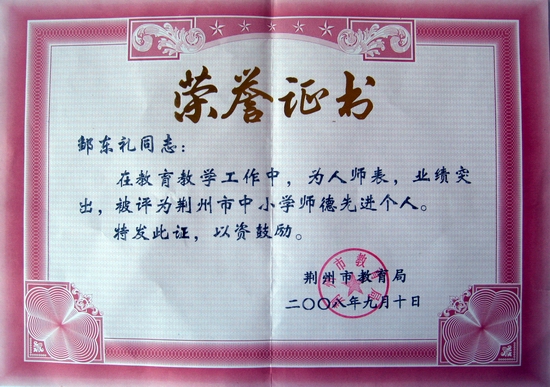 荣誉证书
邹东礼同志：
在教育教学工作中，为人师表，业绩突
出，被评为荆州市中小学师德先进个人。
特发此证，以资鼓励。
荆州市教育局
二〇〇八年九月十日